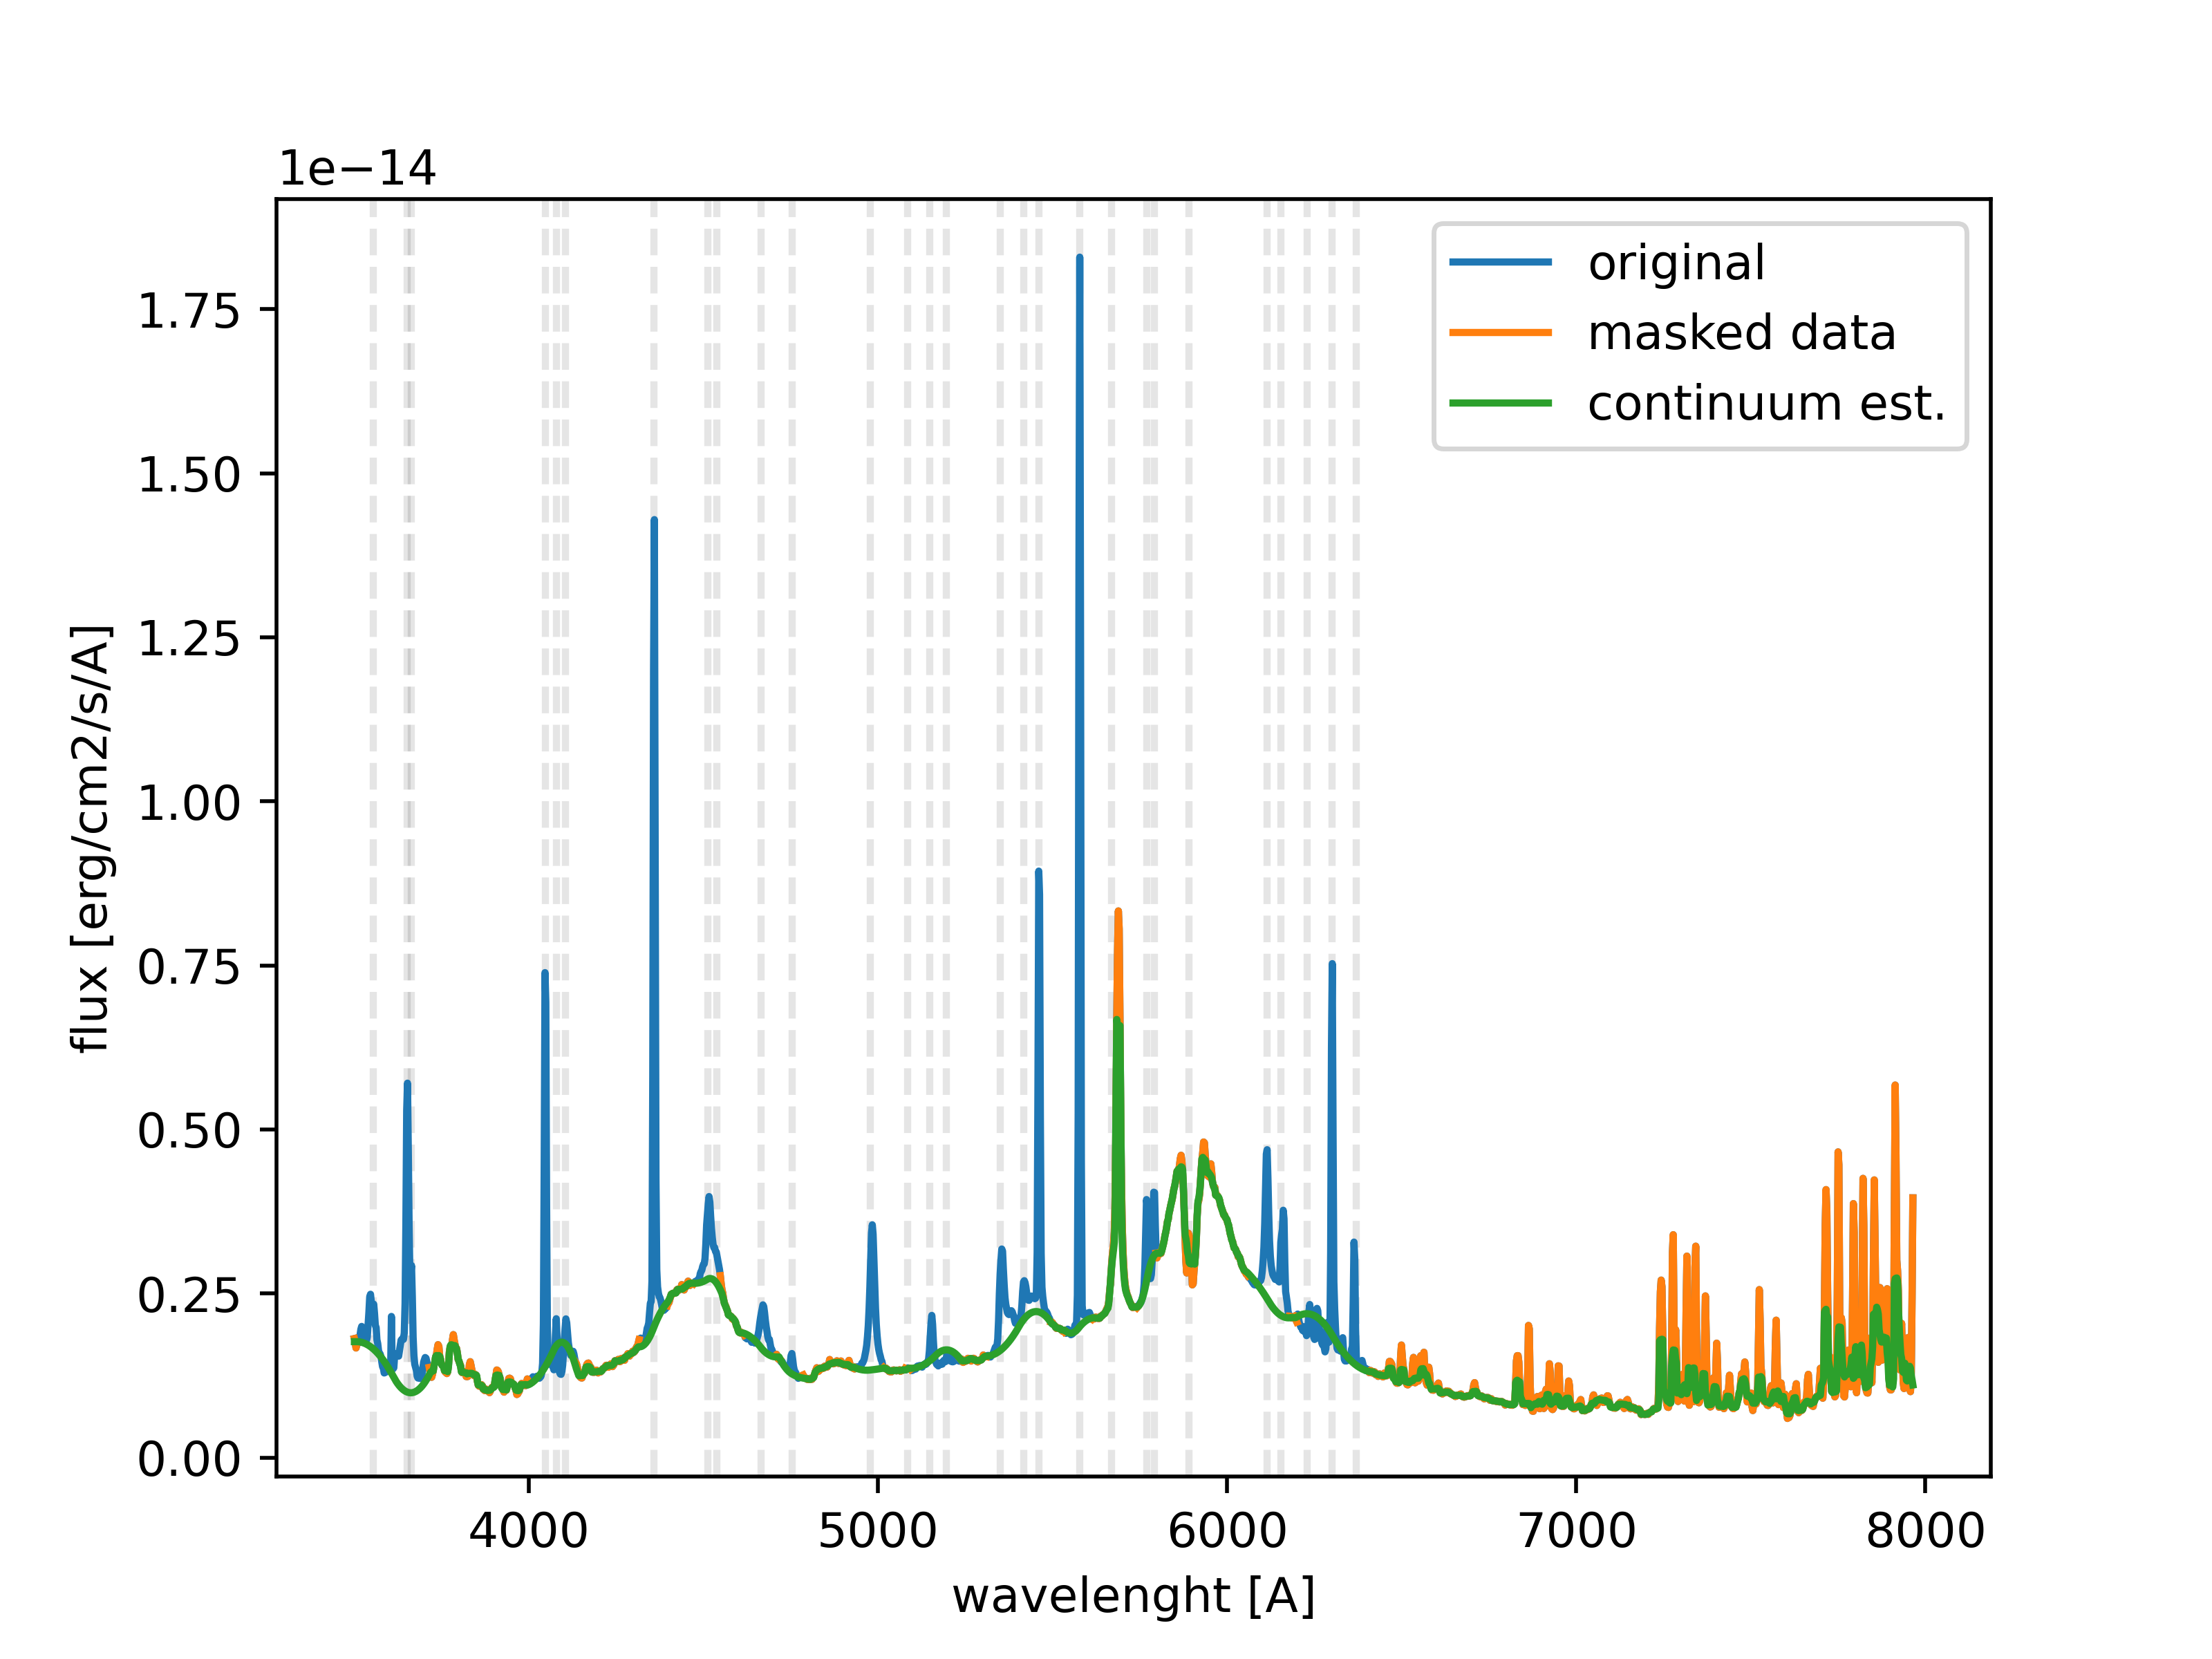 1e−14
1.75
1.50
1.25
1.00
0.75
0.50
0.25
0.00
flux [erg/cm2/s/A]
original
masked data
continuum est.
4000 5000 6000 7000 8000
wavelenght [A]